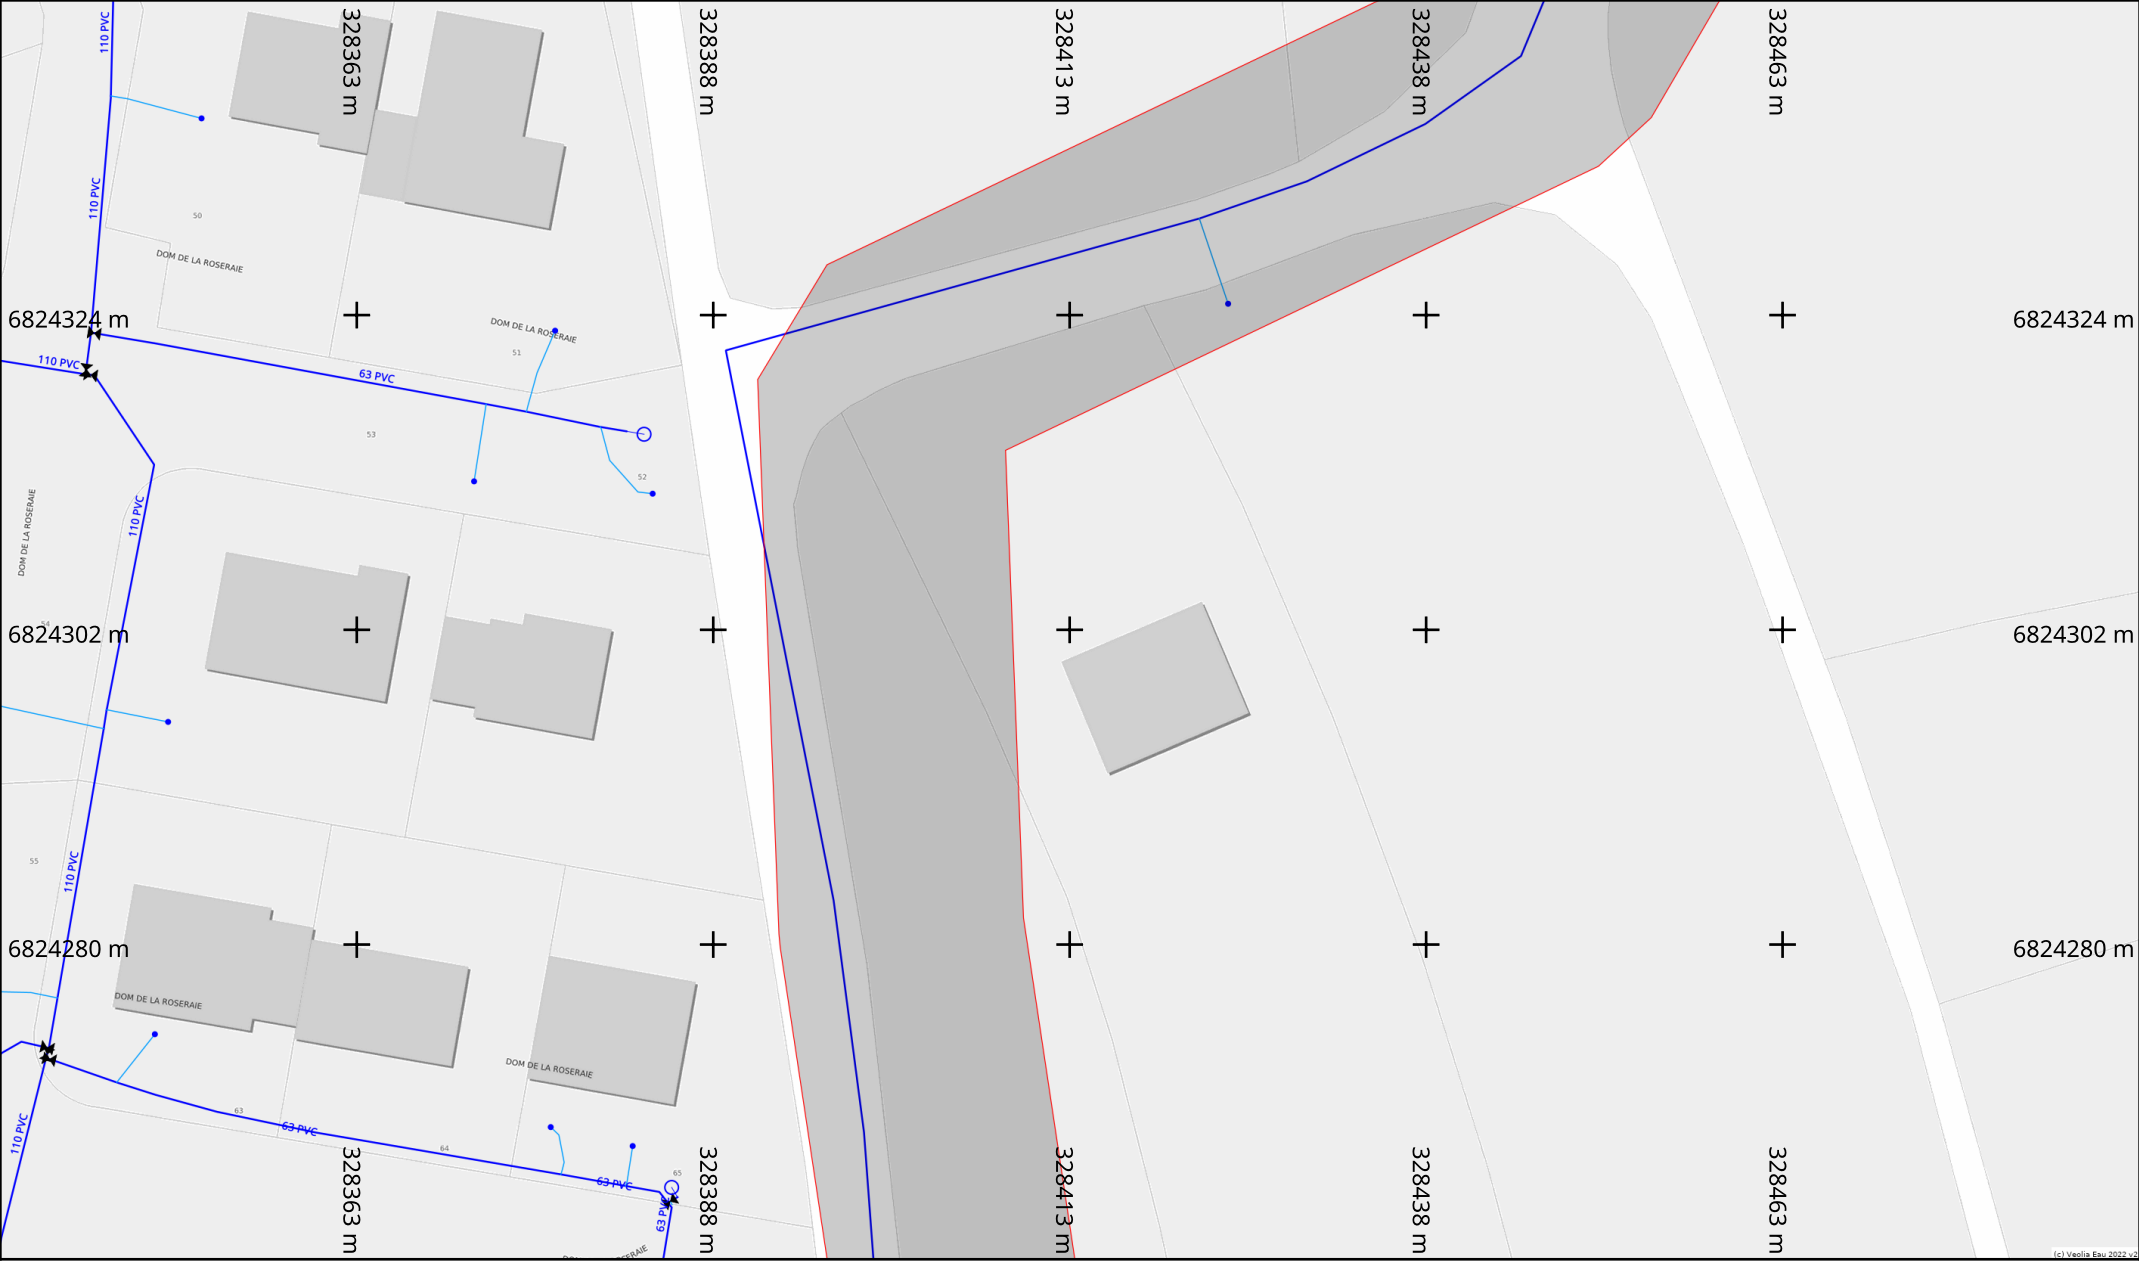 110 PVC
328363 m
328388 m
328413 m
328438 m
328463 m
110 PVC
50
DOM DE LA ROSERAIE
6824324 m
DOM DE LA ROSERAIE
6824324 m
51
110 PVC
63 PVC
53
52
DOM DE LA ROSERAIE
110 PVC
54
6824302 m
6824302 m
55
110 PVC
6824280 m
6824280 m
DOM DE LA ROSERAIE
DOM DE LA ROSERAIE
63
63 PVC
110 PVC
64
65
63 PVC
63 PVC
328363 m
328388 m
328413 m
328438 m
328463 m
(c) Veolia Eau 2022 v2